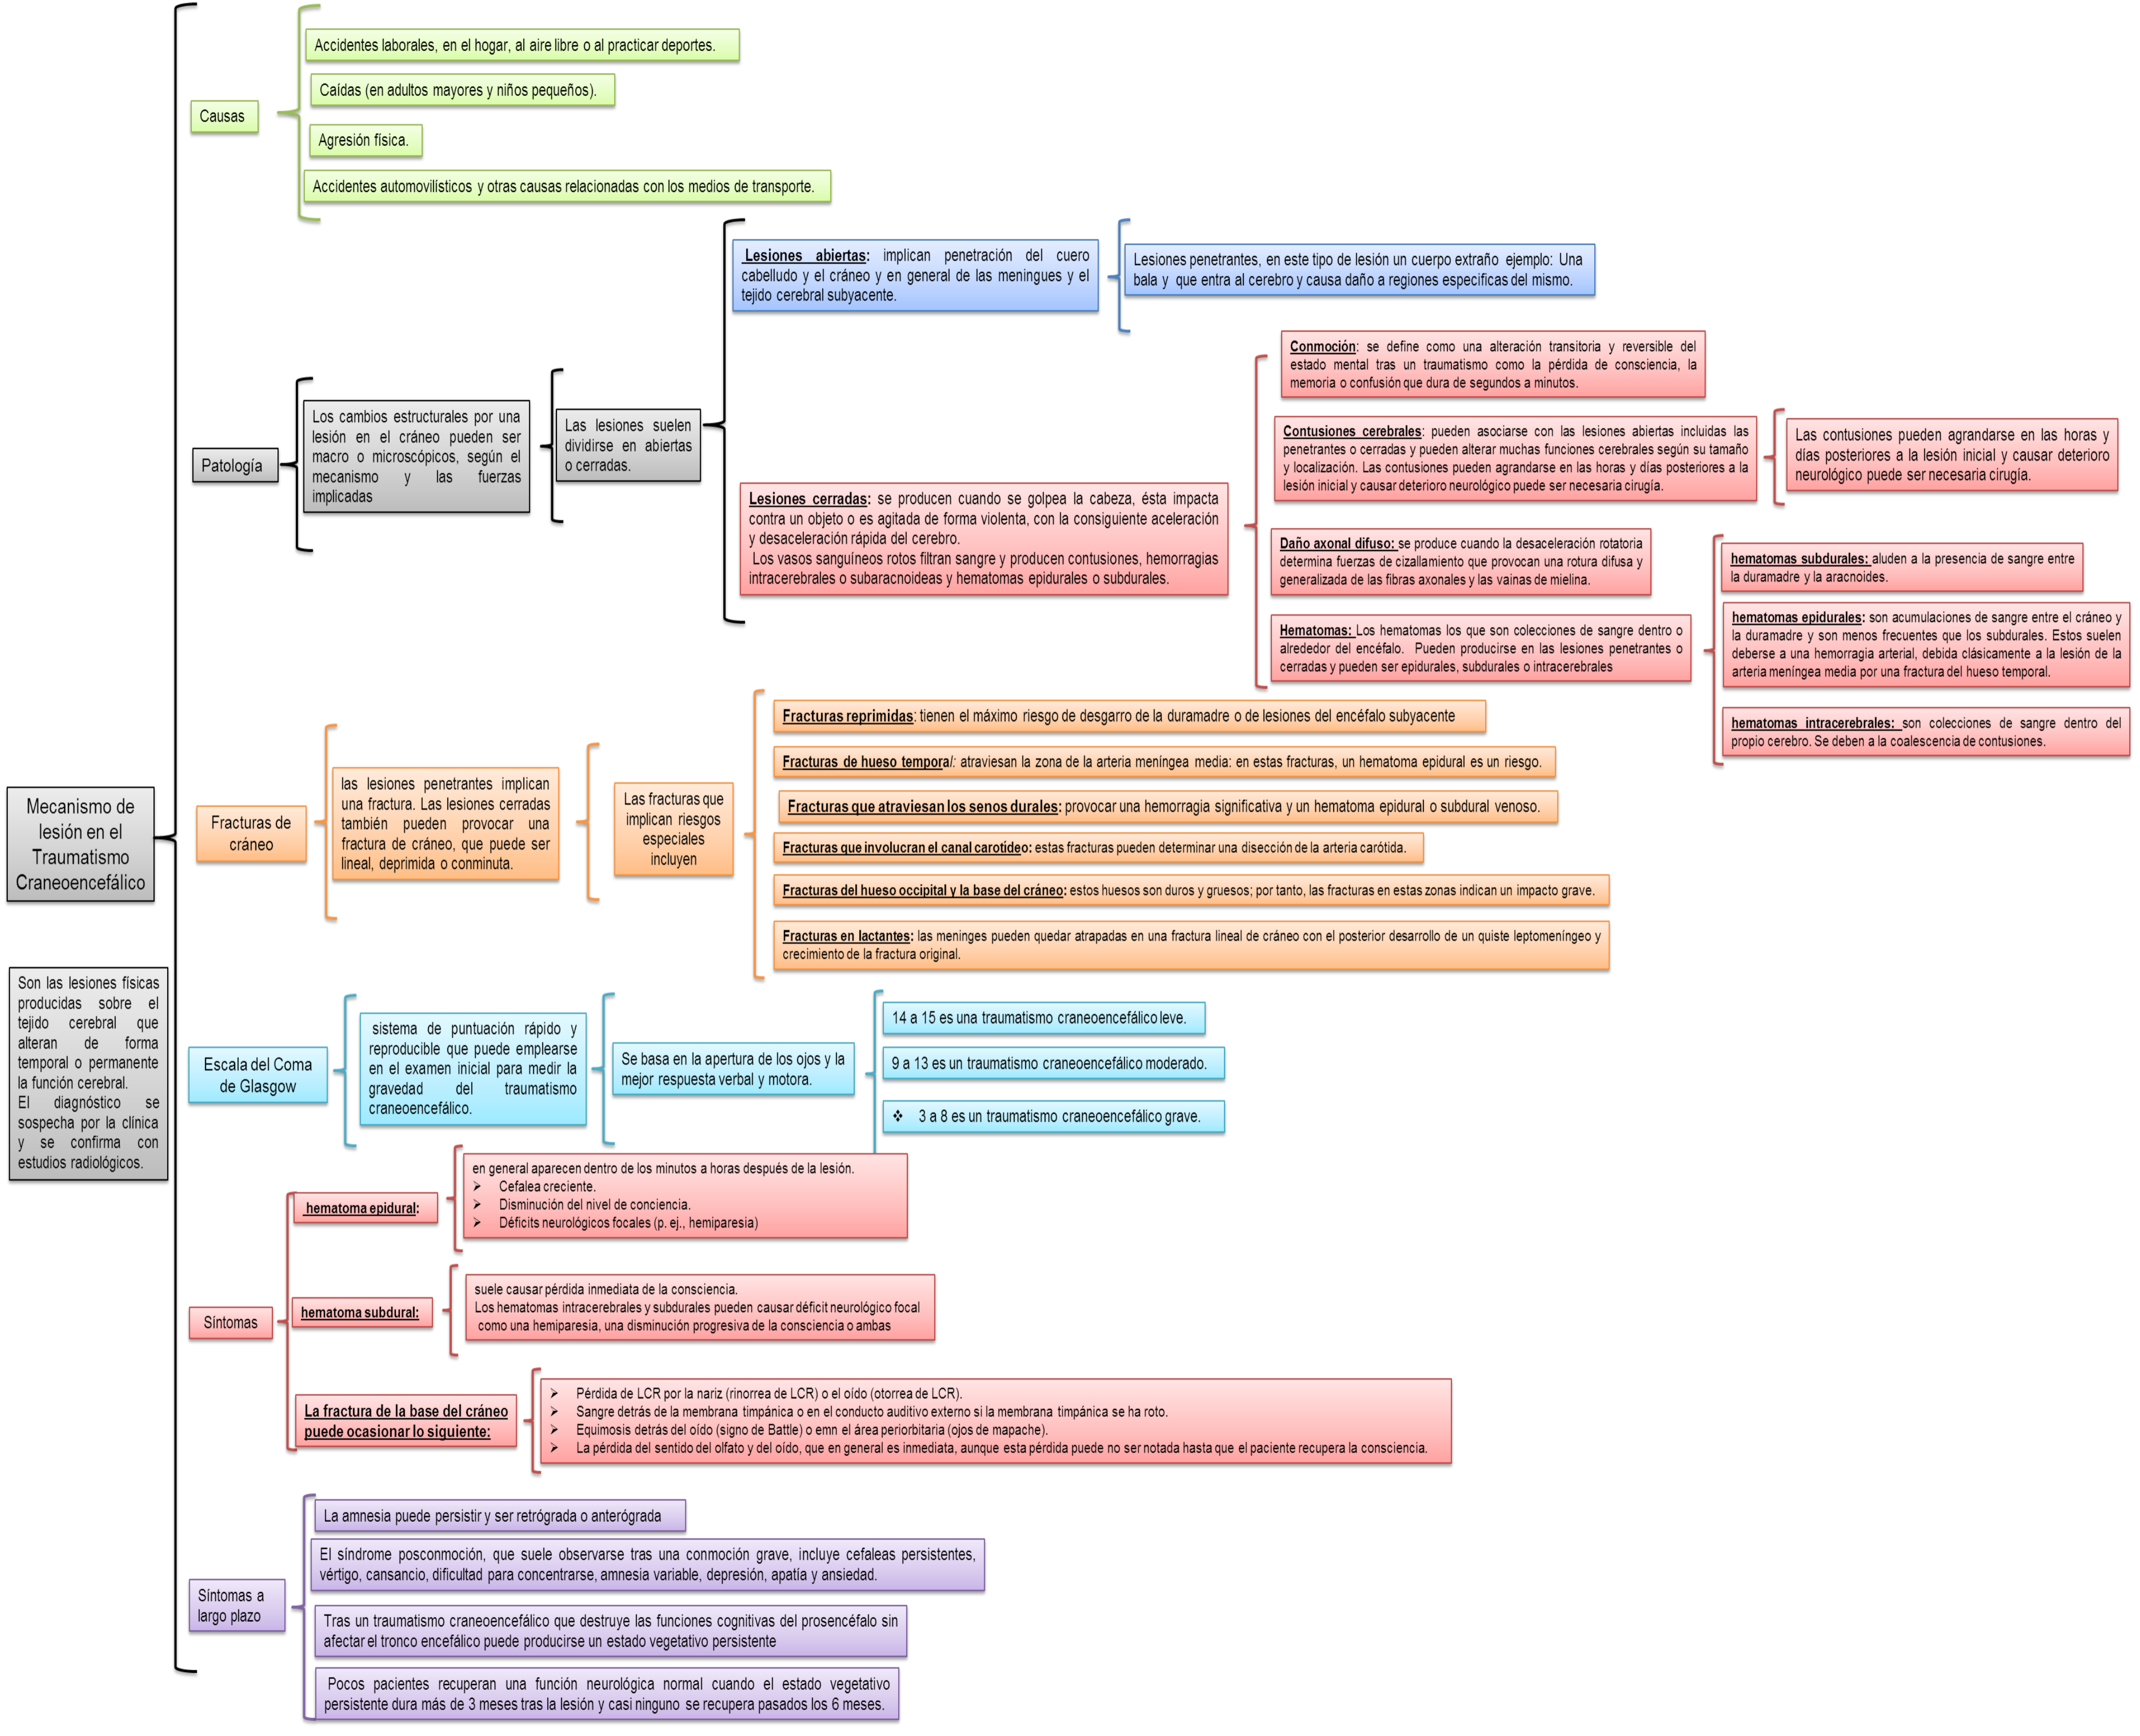 Mecanismo de
lesión en el
Traumatismo
Craneoencefálico
Son las lesiones físicas
producidas sobre el
tejido cerebral que
alteran de forma
temporal o permanente
la función cerebral.
El diagnóstico se
sospecha por la clínica
y se confirma con
estudios radiológicos.
Causas
Accidentes laborales, en el hogar, al aire libre o al practicar deportes.
Caídas (en adultos mayores y niños pequeños).
Agresión física.
Accidentes automovilísticos y otras causas relacionadas con los medios de transporte.
Patología
Los cambios estructurales por una
lesión en el cráneo pueden ser
macro o microscópicos, según el
mecanismo y las fuerzas
implicadas
Las lesiones suelen
dividirse en abiertas
o cerradas.
Lesiones abiertas: implican penetración del cuero
cabelludo y el cráneo y en general de las meningues y el
tejido cerebral subyacente.
Lesiones penetrantes, en este tipo de lesión un cuerpo extraño ejemplo: Una
bala y que entra al cerebro y causa daño a regiones especificas del mismo.
Lesiones cerradas: se producen cuando se golpea la cabeza, ésta impacta
contra un objeto o es agitada de forma violenta, con la consiguiente aceleración
y desaceleración rápida del cerebro.
Los vasos sanguíneos rotos filtran sangre y producen contusiones, hemorragias
intracerebrales o subaracnoideas y hematomas epidurales o subdurales.
Conmoción: se define como una alteración transitoria y reversible del
estado mental tras un traumatismo como la pérdida de consciencia, la
memoria o confusión que dura de segundos a minutos.
Contusiones cerebrales: pueden asociarse con las lesiones abiertas incluidas las
penetrantes o cerradas y pueden alterar muchas funciones cerebrales según su tamaño
y localización. Las contusiones pueden agrandarse en las horas y días posteriores a la
lesión inicial y causar deterioro neurológico puede ser necesaria cirugía.
Las contusiones pueden agrandarse en las horas y
días posteriores a la lesión inicial y causar deterioro
neurológico puede ser necesaria cirugía.
Daño axonal difuso: se produce cuando la desaceleración rotatoria
determina fuerzas de cizallamiento que provocan una rotura difusa y
generalizada de las fibras axonales y las vainas de mielina.
Hematomas: Los hematomas los que son colecciones de sangre dentro o
alrededor del encéfalo. Pueden producirse en las lesiones penetrantes o
cerradas y pueden ser epidurales, subdurales o intracerebrales
hematomas subdurales: aluden a la presencia de sangre entre
la duramadre y la aracnoides.
hematomas epidurales: son acumulaciones de sangre entre el cráneo y
la duramadre y son menos frecuentes que los subdurales. Estos suelen
deberse a una hemorragia arterial, debida clásicamente a la lesión de la
arteria meníngea media por una fractura del hueso temporal.
hematomas intracerebrales: son colecciones de sangre dentro del
propio cerebro. Se deben a la coalescencia de contusiones.
Fracturas de
cráneo
las lesiones penetrantes implican
una fractura. Las lesiones cerradas
también pueden provocar una
fractura de cráneo, que puede ser
lineal, deprimida o conminuta.
Las fracturas que
implican riesgos
especiales
incluyen
Fracturas reprimidas: tienen el máximo riesgo de desgarro de la duramadre o de lesiones del encéfalo subyacente
Fracturas de hueso temporal: atraviesan la zona de la arteria meníngea media: en estas fracturas, un hematoma epidural es un riesgo.
Fracturas que atraviesan los senos durales: provocar una hemorragia significativa y un hematoma epidural o subdural venoso.
Fracturas que involucran el canal carotídeo: estas fracturas pueden determinar una disección de la arteria carótida.
Fracturas del hueso occipital y la base del cráneo: estos huesos son duros y gruesos; por tanto, las fracturas en estas zonas indican un impacto grave.
Fracturas en lactantes: las meninges pueden quedar atrapadas en una fractura lineal de cráneo con el posterior desarrollo de un quiste leptomeníngeo y
crecimiento de la fractura original.
Escala del Coma
de Glasgow
sistema de puntuación rápido y
reproducible que puede emplearse
en el examen inicial para medir la
gravedad del traumatismo
craneoencefálico.
Se basa en la apertura de los ojos y la
mejor respuesta verbal y motora.
14 a 15 es una traumatismo craneoencefálico leve.
9 a 13 es un traumatismo craneoencefálico moderado.
❖ 3 a 8 es un traumatismo craneoencefálico grave.
Síntomas
hematoma epidural:
en general aparecen dentro de los minutos a horas después de la lesión.
➢ Cefalea creciente.
➢ Disminución del nivel de conciencia.
➢ Déficits neurológicos focales (p. ej., hemiparesia)
hematoma subdural:
suele causar pérdida inmediata de la consciencia.
Los hematomas intracerebrales y subdurales pueden causar déficit neurológico focal
como una hemiparesia, una disminución progresiva de la consciencia o ambas
La fractura de la base del cráneo
puede ocasionar lo siguiente:
➢ Pérdida de LCR por la nariz (rinorrea de LCR) o el oído (otorrea de LCR).
➢ Sangre detrás de la membrana timpánica o en el conducto auditivo externo si la membrana timpánica se ha roto.
➢ Equimosis detrás del oído (signo de Battle) o emn el área periorbitaria (ojos de mapache).
➢ La pérdida del sentido del olfato y del oído, que en general es inmediata, aunque esta pérdida puede no ser notada hasta que el paciente recupera la consciencia.
Síntomas a
largo plazo
La amnesia puede persistir y ser retrógrada o anterógrada
El síndrome posconmoción, que suele observarse tras una conmoción grave, incluye cefaleas persistentes,
vértigo, cansancio, dificultad para concentrarse, amnesia variable, depresión, apatía y ansiedad.
Tras un traumatismo craneoencefálico que destruye las funciones cognitivas del prosencéfalo sin
afectar el tronco encefálico puede producirse un estado vegetativo persistente
Pocos pacientes recuperan una función neurológica normal cuando el estado vegetativo
persistente dura más de 3 meses tras la lesión y casi ninguno se recupera pasados los 6 meses.